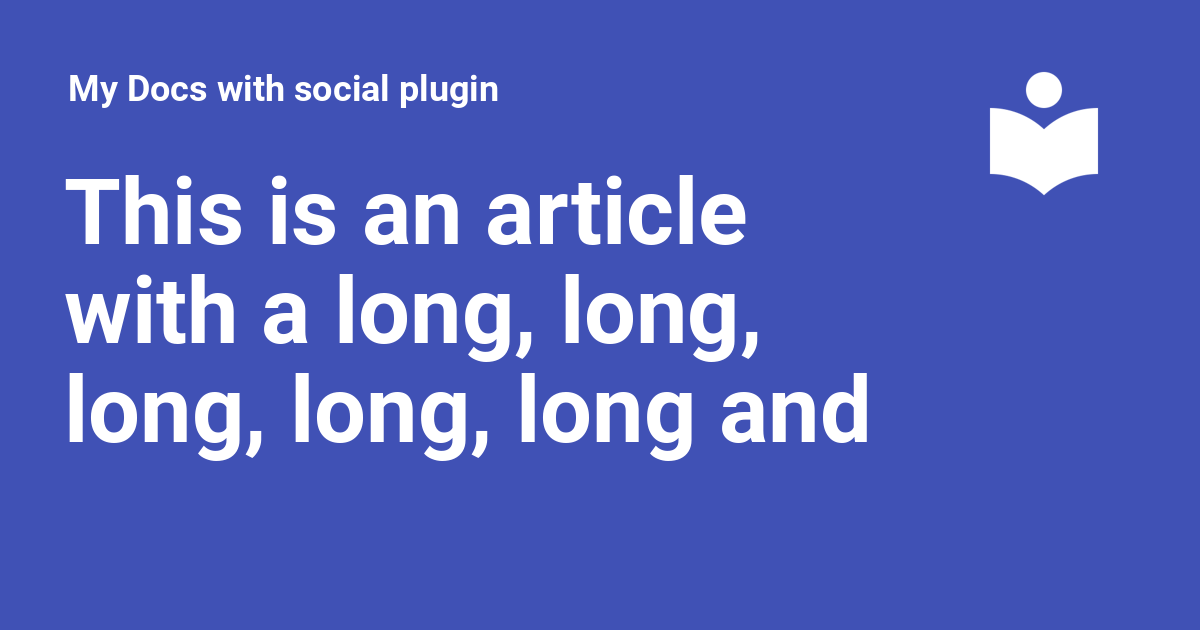 My Docs with social plugin
This is an article
with a long, long,
long, long, long and